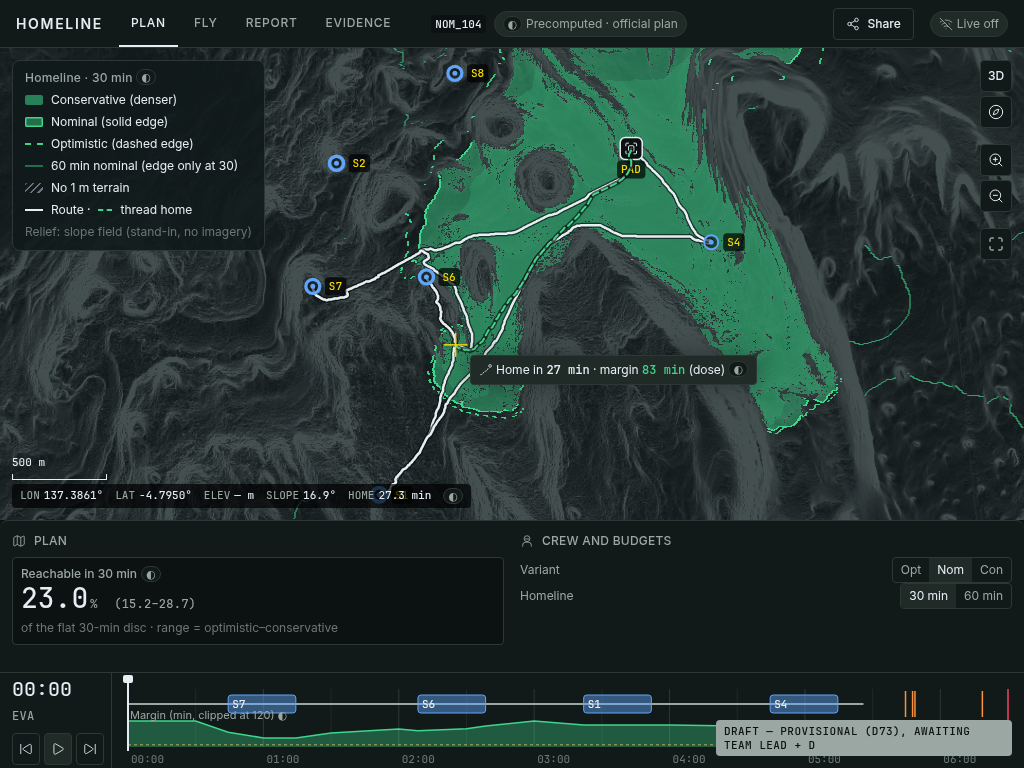 HOMELINE PLAN FLY REPORT EVIDENCE NOM_104 Precomputed · official plan Share Live off
Homeline · 30 min
Conservative (denser)
Nominal (solid edge)
Optimistic (dashed edge)
60 min nominal (edge only at 30)
No 1 m terrain
Route · thread home
Relief: slope field (stand-in, no imagery)
S8
S2
PAD
S4
S7
S6
3D
Home in 27 min · margin 83 min (dose)
500 m
LON 137.3861° LAT -4.7950° ELEV — m SLOPE 16.9° HOME 27.3 min
PLAN
Reachable in 30 min
23.0% (15.2–28.7)
of the flat 30-min disc · range = optimistic–conservative
CREW AND BUDGETS
Variant Opt Nom Con
Homeline 30 min 60 min
00:00
EVA
S7 S6 S1 S4
Margin (min, clipped at 120)
00:00 01:00 02:00 03:00 04:00 05:00 06:00
DRAFT — PROVISIONAL (D73), AWAITING
TEAM LEAD + D